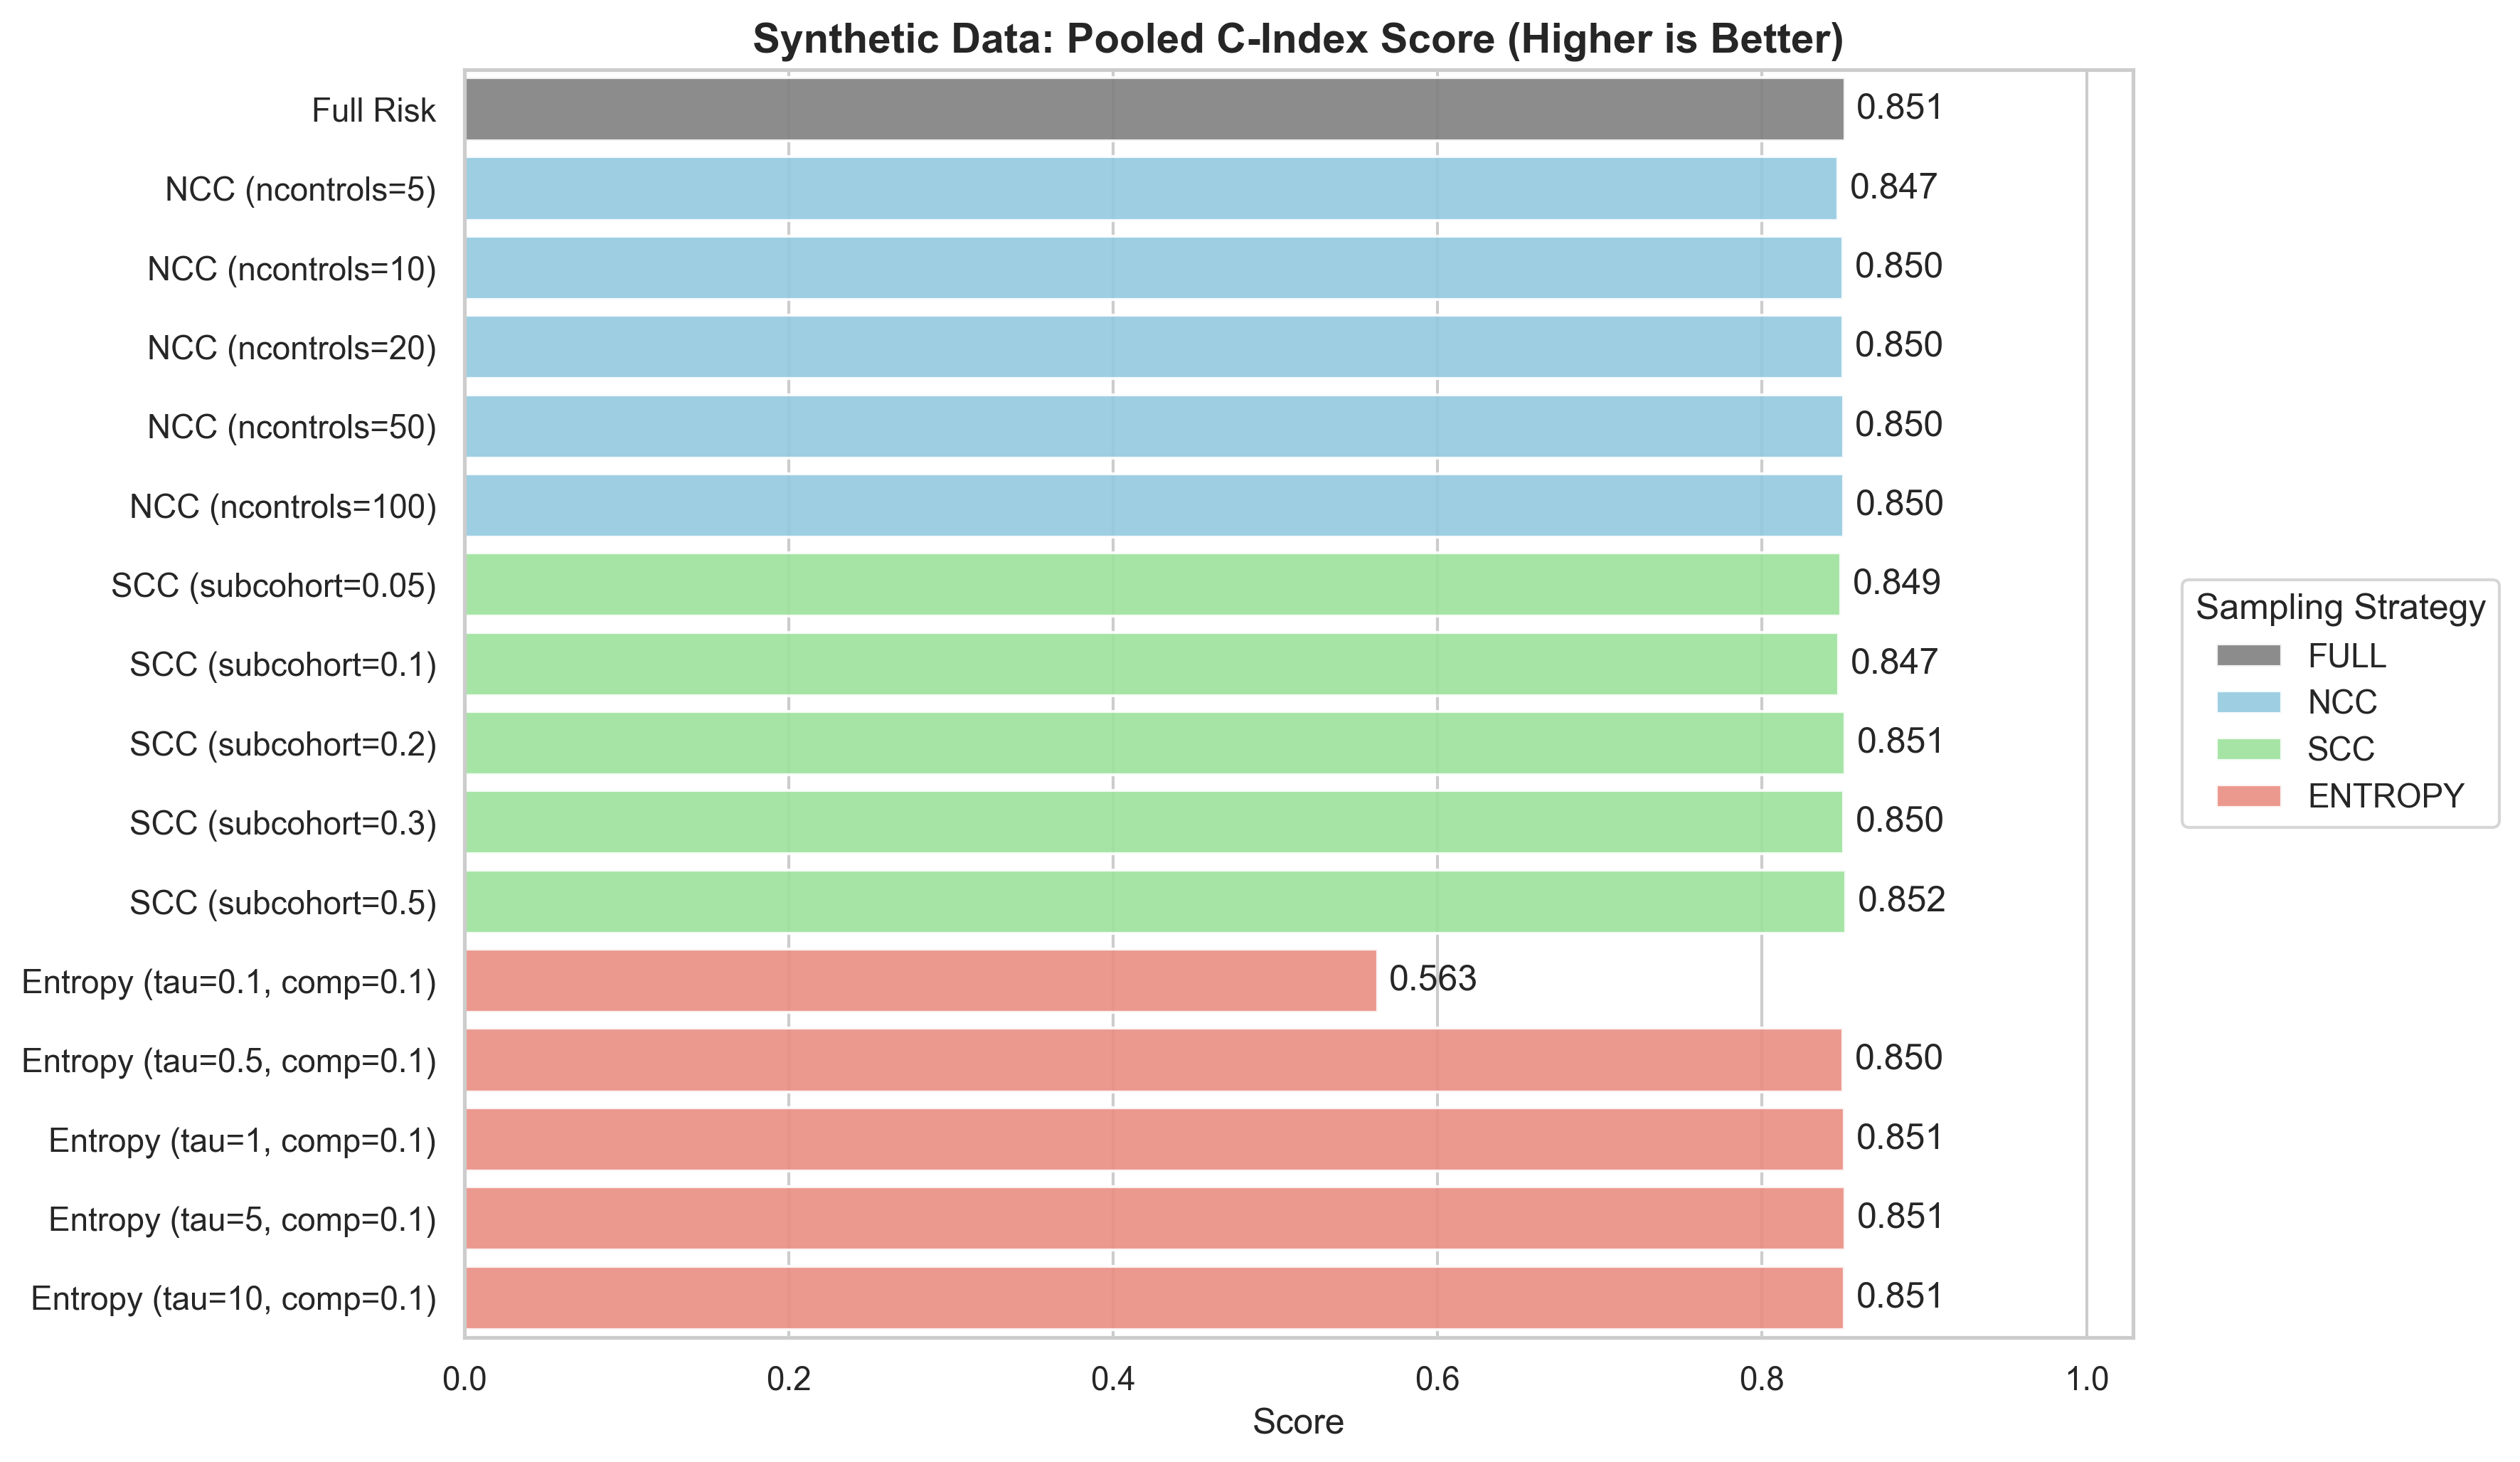 Synthetic Data: Pooled C-Index Score (Higher is Better)
Full Risk 0.851
NCC (ncontrols=5) 0.847
NCC (ncontrols=10) 0.850
NCC (ncontrols=20) 0.850
NCC (ncontrols=50) 0.850
NCC (ncontrols=100) 0.850
SCC (subcohort=0.05) 0.849
SCC (subcohort=0.1) 0.847
SCC (subcohort=0.2) 0.851
SCC (subcohort=0.3) 0.850
SCC (subcohort=0.5) 0.852
Entropy (tau=0.1, comp=0.1) 0.563
Entropy (tau=0.5, comp=0.1) 0.850
Entropy (tau=1, comp=0.1) 0.851
Entropy (tau=5, comp=0.1) 0.851
Entropy (tau=10, comp=0.1) 0.851
0.0 0.2 0.4 0.6 0.8 1.0
Score
Sampling Strategy
FULL
NCC
SCC
ENTROPY